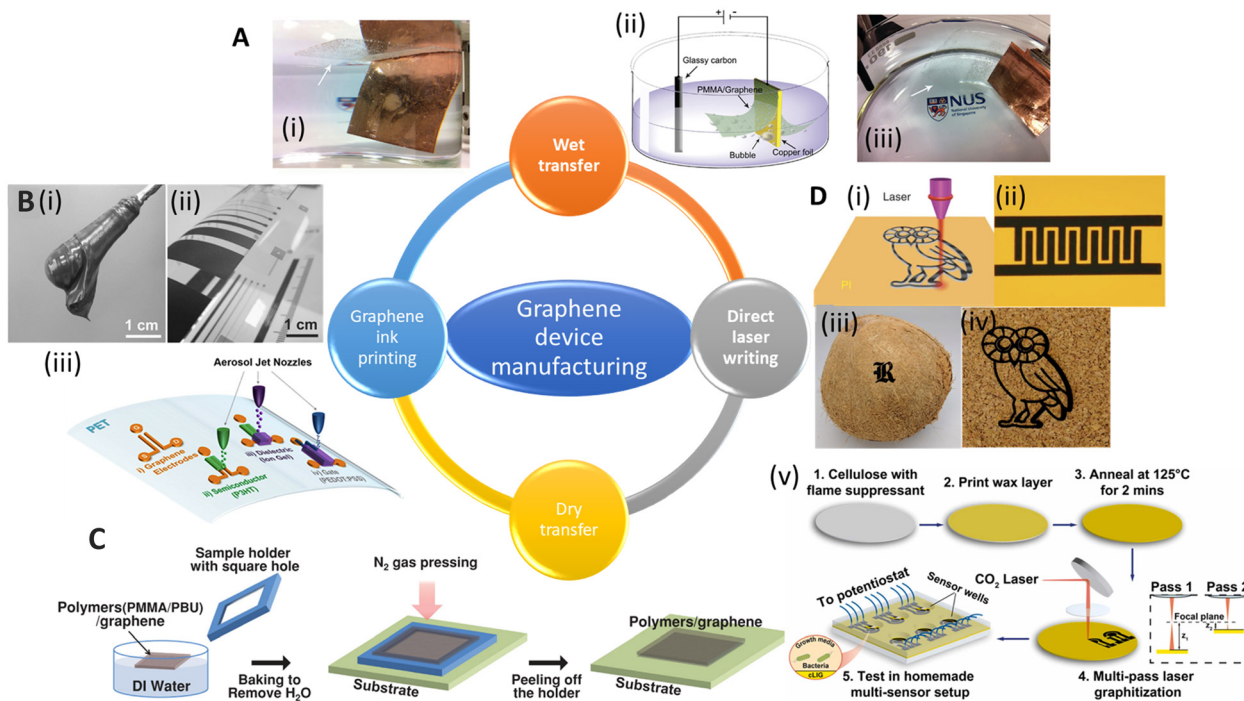 A
(i)
(ii)
+ -
Glassy carbon
PMMA/Graphene
Bubble
Copper foil
(iii)
NUS
National University
of Singapore
Wet
transfer
B
(i)
1 cm
(ii)
1 cm
(iii)
Aerosol Jet Nozzles
PET
i) Graphene
Electrodes
ii) Semiconductor
(P3HT)
iii) Dielectric
(Ion Gel)
iv) Gate
(PEDOT:PSS)
Graphene
ink
printing
Graphene
device
manufacturing
Direct
laser
writing
Dry
transfer
D
(i)
Laser
PI
(ii)
(iii)
R
(iv)
(v)
1. Cellulose with
flame suppressant
2. Print wax layer
3. Anneal at 125°C
for 2 mins
CO2 Laser
Pass 1
Pass 2
Focal plane
z1
z2
4. Multi-pass laser
graphitization
To potentiostat
Sensor wells
Growth media
Bacteria
cLIG
5. Test in homemade
multi-sensor setup
C
Sample holder
with square hole
Polymers(PMMA/PBU)
/graphene
DI Water
Baking to
Remove H2O
N2 gas pressing
Substrate
Peeling off
the holder
Polymers/graphene
Substrate